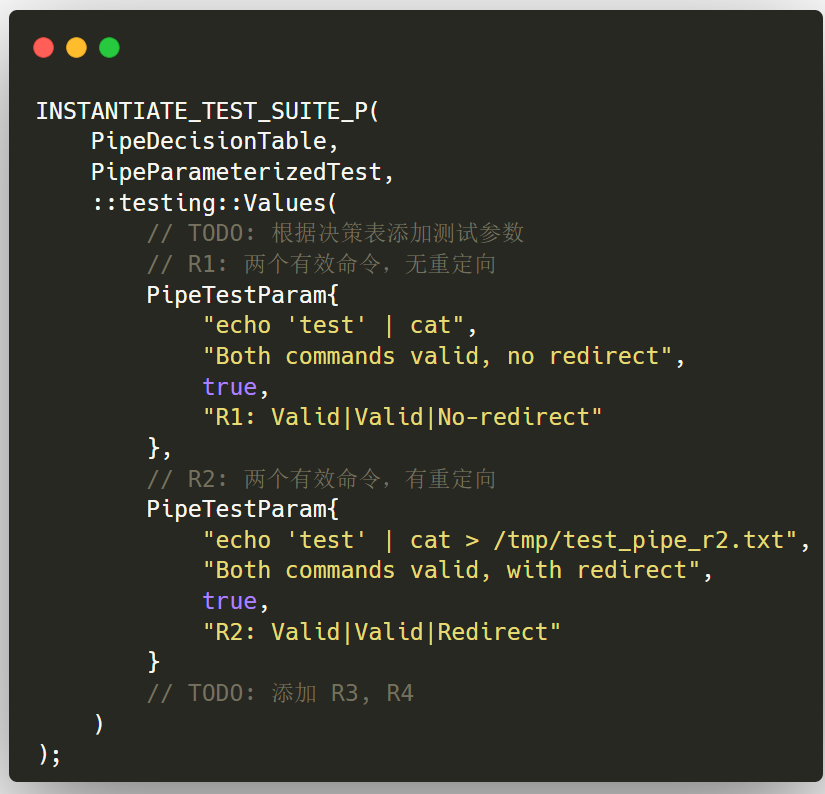 INSTANTIATE_TEST_SUITE_P(
    PipeDecisionTable,
    PipeParameterizedTest,
    ::testing::Values(
        // TODO: 根据决策表添加测试参数
        // R1: 两个有效命令，无重定向
        PipeTestParam{
            "echo 'test' | cat",
            "Both commands valid, no redirect",
            true,
            "R1: Valid|Valid|No-redirect"
        },
        // R2: 两个有效命令，有重定向
        PipeTestParam{
            "echo 'test' | cat > /tmp/test_pipe_r2.txt",
            "Both commands valid, with redirect",
            true,
            "R2: Valid|Valid|Redirect"
        }
        // TODO: 添加 R3, R4
    )
);